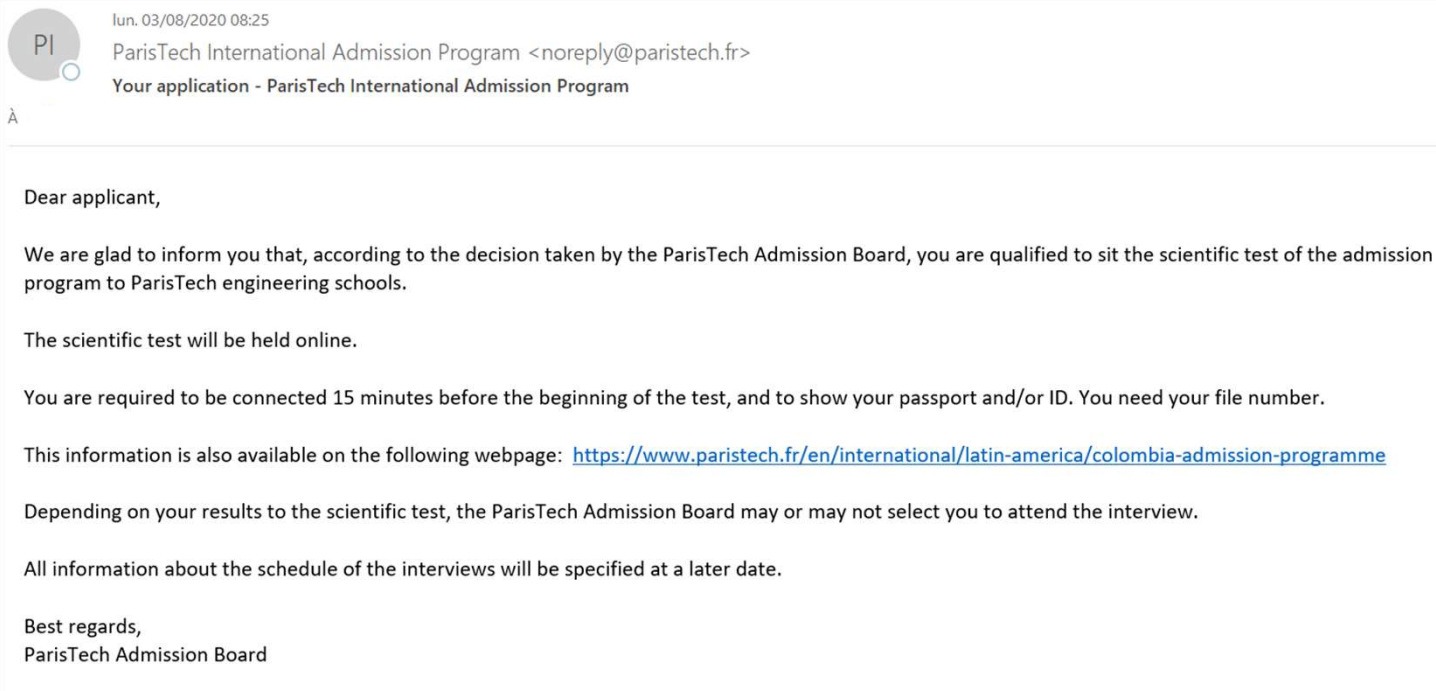 PI
lun. 03/08/2020 08:25
ParisTech International Admission Program <noreply@paristech.fr>
Your application - ParisTech International Admission Program
À
Dear applicant,
We are glad to inform you that, according to the decision taken by the ParisTech Admission Board, you are qualified to sit the scientific test of the admission
program to ParisTech engineering schools.
The scientific test will be held online.
You are required to be connected 15 minutes before the beginning of the test, and to show your passport and/or ID. You need your file number.
This information is also available on the following webpage: https://www.paristech.fr/en/international/latin-america/colombia-admission-programme
Depending on your results to the scientific test, the ParisTech Admission Board may or may not select you to attend the interview.
All information about the schedule of the interviews will be specified at a later date.
Best regards,
ParisTech Admission Board